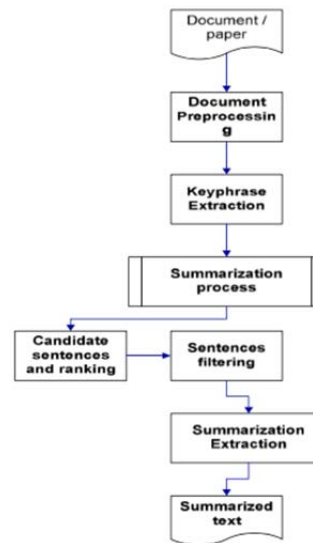 Document /
paper
Document
Preprocessin
g
Keyphrase
Extraction
Summarization
process
Candidate
sentences
and ranking
Sentences
filtering
Summarization
Extraction
Summarized
text